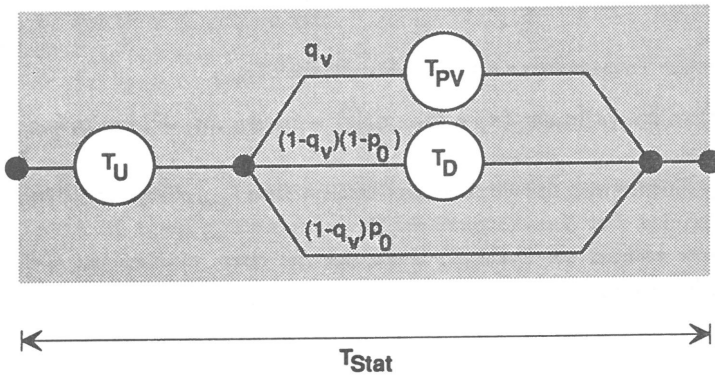 q_v
T_PV
(1-q_v)(1-p_0)
T_U
T_D
(1-q_v)p_0
T_Stat